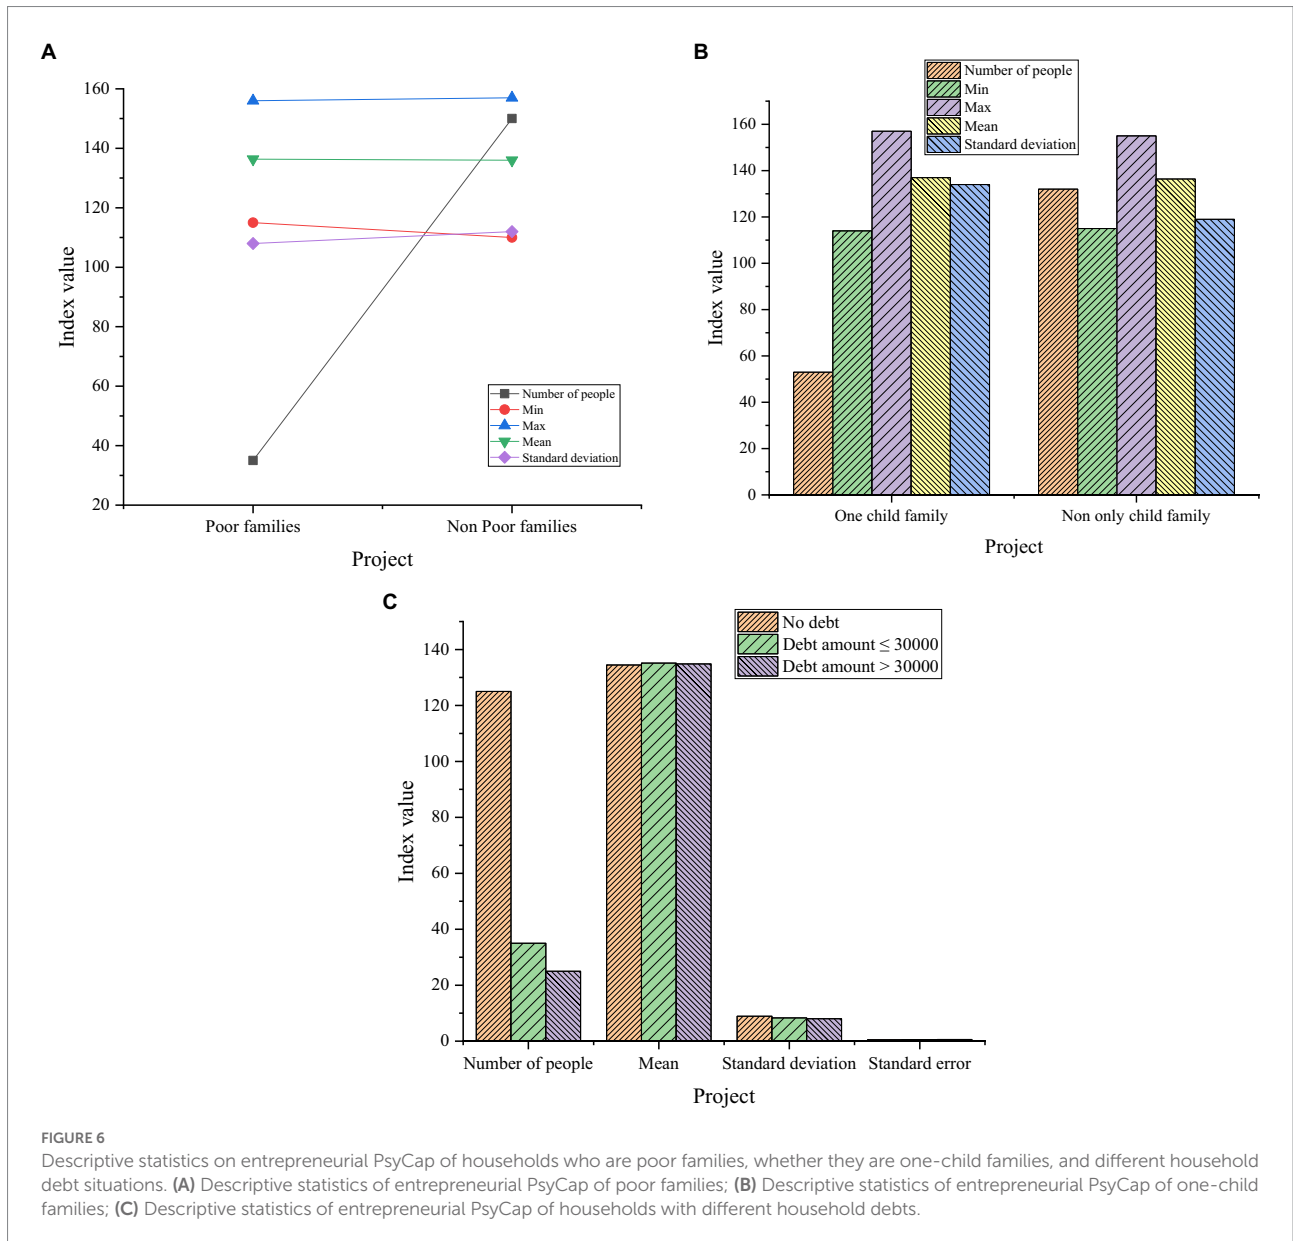 A
160
140
120
100
80
60
40
20
Index value
Number of people
Min
Max
Mean
Standard deviation
Poor families
Non Poor families
Project
B
Number of people
Min
Max
Mean
Standard deviation
160
140
120
100
80
60
40
20
0
Index value
One child family
Non only child family
Project
C
No debt
Debt amount ≤ 30000
Debt amount > 30000
140
120
100
80
60
40
20
0
Index value
Number of people
Mean
Standard deviation
Standard error
Project
FIGURE 6
Descriptive statistics on entrepreneurial PsyCap of households who are poor families, whether they are one-child families, and different household
debt situations. (A) Descriptive statistics of entrepreneurial PsyCap of poor families; (B) Descriptive statistics of entrepreneurial PsyCap of one-child
families; (C) Descriptive statistics of entrepreneurial PsyCap of households with different household debts.